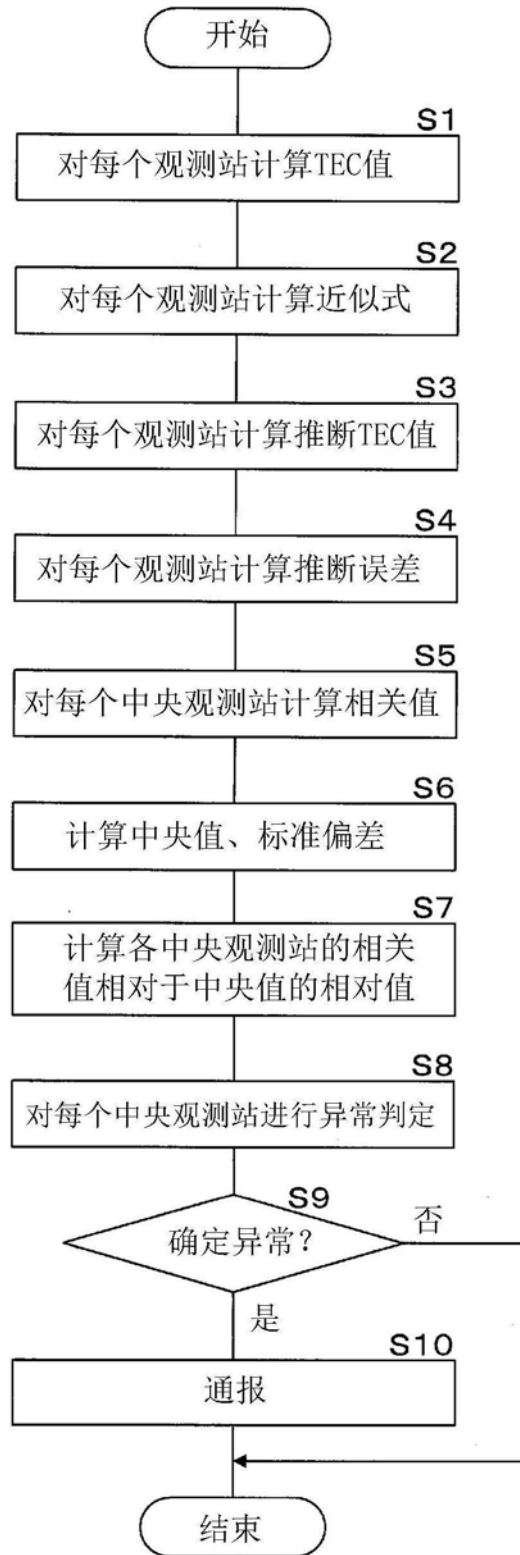 开始
S1
对每个观测站计算TEC值
S2
对每个观测站计算近似式
S3
对每个观测站计算推断TEC值
S4
对每个观测站计算推断误差
S5
对每个中央观测站计算相关值
S6
计算中央值、标准偏差
S7
计算各中央观测站的相关
值相对于中央值的相对值
S8
对每个中央观测站进行异常判定
S9
确定异常?
否
是
S10
通报
结束